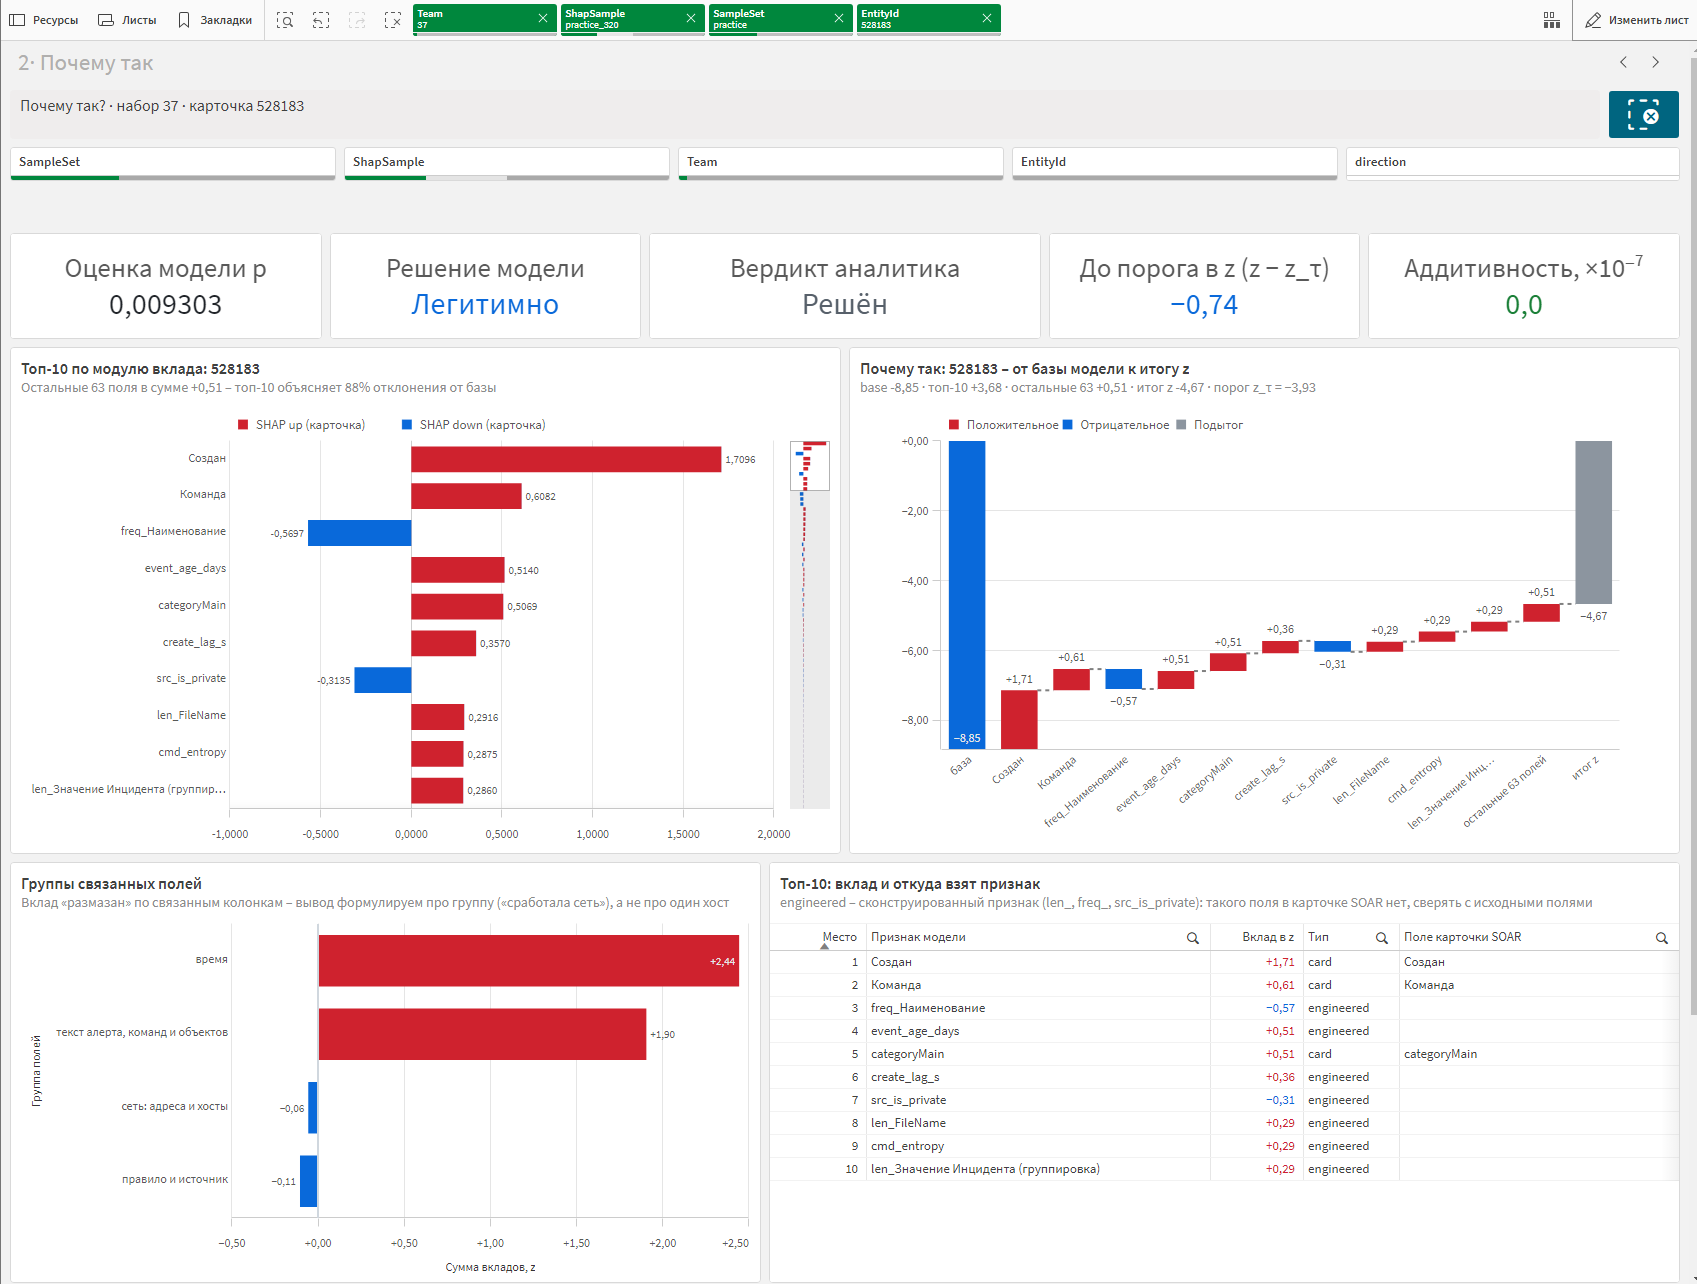 Ресурсы
Листы
Закладки
Team
37
ShapSample
practice_320
SampleSet
practice
EntityId
528183
Изменить лист
2· Почему так
Почему так? · набор 37 · карточка 528183
SampleSet
ShapSample
Team
EntityId
direction
Оценка модели p
0,009303
Решение модели
Легитимно
Вердикт аналитика
Решён
До порога в z (z − z_τ)
−0,74
Аддитивность, ×10⁻⁷
0,0
Топ-10 по модулю вклада: 528183
Остальные 63 поля в сумме +0,51 – топ-10 объясняет 88% отклонения от базы
SHAP up (карточка)
SHAP down (карточка)
Создан
1,7096
Команда
0,6082
freq_Наименование
-0,5697
event_age_days
0,5140
categoryMain
0,5069
create_lag_s
0,3570
src_is_private
-0,3135
len_FileName
0,2916
cmd_entropy
0,2875
len_Значение Инцидента (группир...
0,2860
-1,0000
-0,5000
0,0000
0,5000
1,0000
1,5000
2,0000
Почему так: 528183 – от базы модели к итогу z
base -8,85 · топ-10 +3,68 · остальные 63 +0,51 · итог z -4,67 · порог z_τ = −3,93
Положительное
Отрицательное
Подытог
+0,00
−2,00
−4,00
−6,00
−8,00
−8,85
+1,71
+0,61
−0,57
+0,51
+0,51
+0,36
−0,31
+0,29
+0,29
+0,29
+0,51
−4,67
база
Создан
Команда
freq_Наименование
event_age_days
categoryMain
create_lag_s
src_is_private
len_FileName
cmd_entropy
len_Значение Инц...
остальные 63 полей
итог z
Группы связанных полей
Вклад «размазан» по связанным колонкам – вывод формулируем про группу («сработала сеть»), а не про один хост
Группа полей
время
+2,44
текст алерта, команд и объектов
+1,90
сеть: адреса и хосты
−0,06
правило и источник
−0,11
−0,50
+0,00
+0,50
+1,00
+1,50
+2,00
+2,50
Сумма вкладов, z
Топ-10: вклад и откуда взят признак
engineered – сконструированный признак (len_, freq_, src_is_private): такого поля в карточке SOAR нет, сверять с исходными полями
Место Признак модели Вклад в z Тип Поле карточки SOAR
1 Создан +1,71 card Создан
2 Команда +0,61 card Команда
3 freq_Наименование −0,57 engineered
4 event_age_days +0,51 engineered
5 categoryMain +0,51 card categoryMain
6 create_lag_s +0,36 engineered
7 src_is_private −0,31 engineered
8 len_FileName +0,29 engineered
9 cmd_entropy +0,29 engineered
10 len_Значение Инцидента (группировка) +0,29 engineered